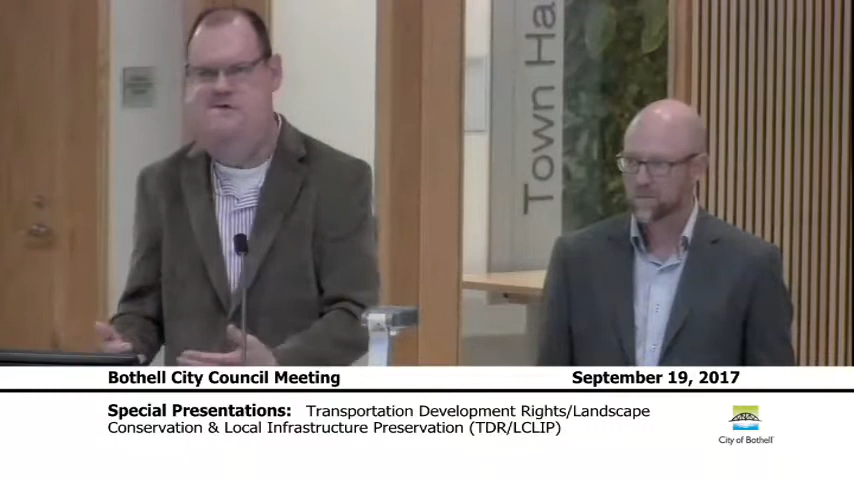 Town Ha
Bothell City Council Meeting
September 19, 2017
Special Presentations: Transportation Development Rights/Landscape
Conservation & Local Infrastructure Preservation (TDR/LCLIP)
City of Bothell